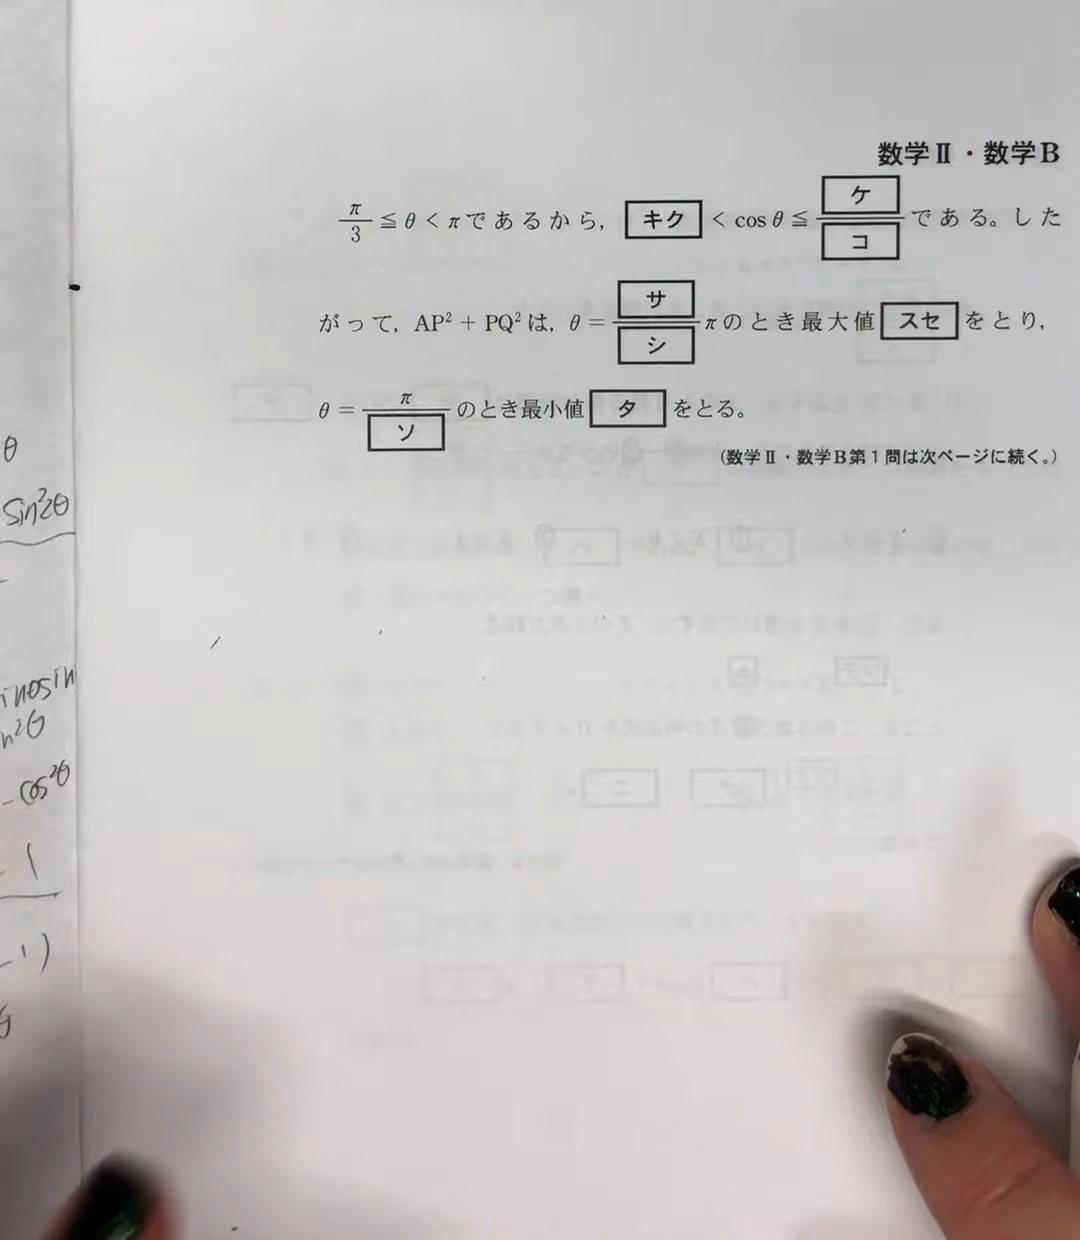 数学Ⅱ・数学B
π/3 ≦ θ < π であるから, キク < cos θ ≦ ケ/コ である。した
がって, AP² + PQ² は, θ = サ/シ π のとき最大値 スセ をとり,
θ = π/ソ のとき最小値 タ をとる。
(数学Ⅱ・数学B第1問は次ページに続く。)
θ
sin²θ
- cos²θ
- 1
-1)